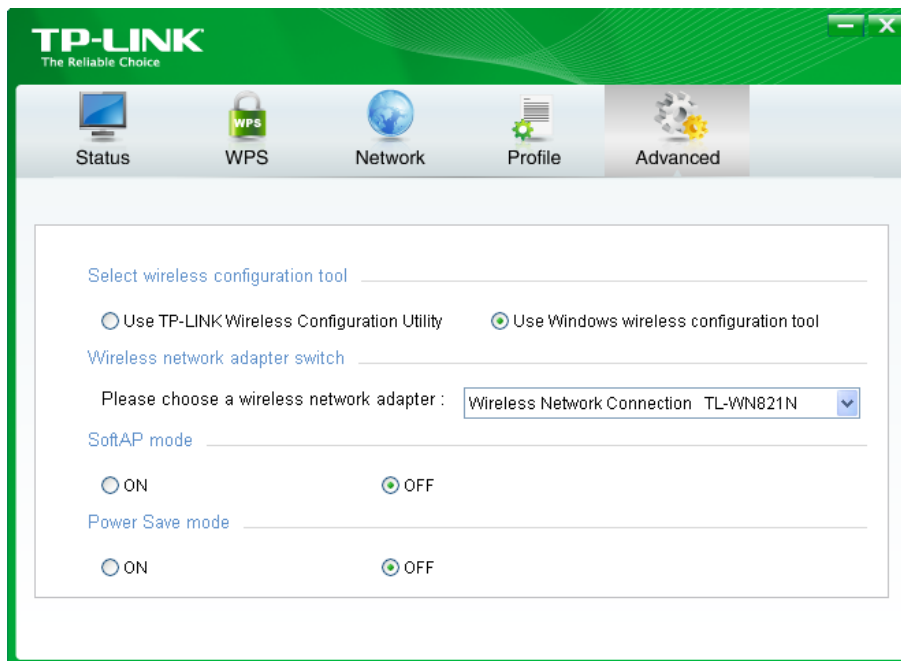 TP-LINK
The Reliable Choice
WPS
Status WPS Network Profile Advanced
Select wireless configuration tool
Use TP-LINK Wireless Configuration Utility Use Windows wireless configuration tool
Wireless network adapter switch
Please choose a wireless network adapter : Wireless Network Connection TL-WN821N
SoftAP mode
ON OFF
Power Save mode
ON OFF